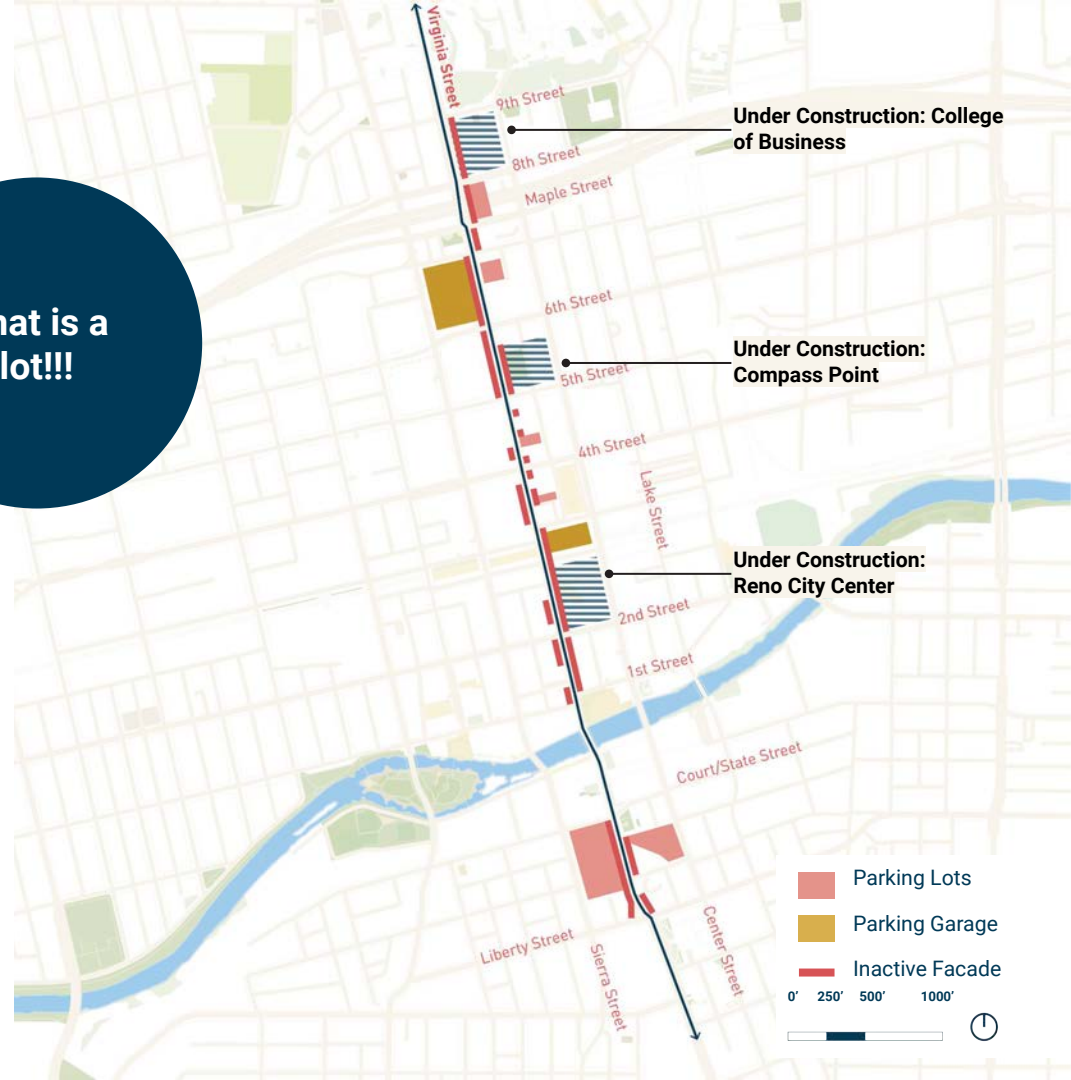 Virginia Street
9th Street
Under Construction: College
of Business
8th Street
Maple Street
hat is a
lot!!!
6th Street
Under Construction:
Compass Point
5th Street
4th Street
Lake Street
Under Construction:
Reno City Center
2nd Street
1st Street
Court/State Street
Parking Lots
Parking Garage
Inactive Facade
0’ 250’ 500’ 1000’
Liberty Street
Sierra Street
Center Street